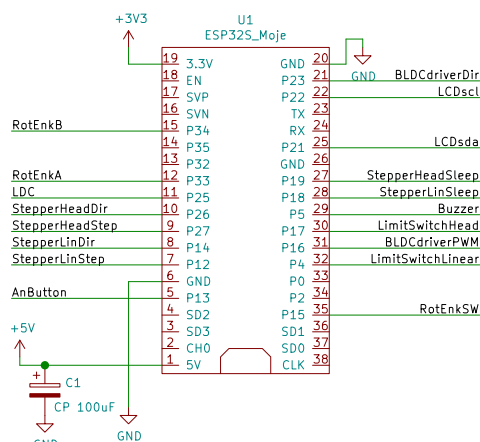 +3V3
U1
ESP32S_Moje
19 3.3V GND 20
GND
18 EN P23 21 BLDCdriverDir
17 SVP P22 22 LCDscl
16 SVN TX 23
RotEnkB 15 P34 RX 24
14 P35 P21 25 LCDsda
13 P32 GND 26
RotEnkA 12 P33 P19 27 StepperHeadSleep
LDC 11 P25 P18 28 StepperLinSleep
StepperHeadDir 10 P26 P5 29 Buzzer
StepperHeadStep 9 P27 P17 30 LimitSwitchHead
StepperLinDir 8 P14 P16 31 BLDCdriverPWM
StepperLinStep 7 P12 P4 32 LimitSwitchLinear
6 GND P0 33
AnButton 5 P13 P2 34
4 SD2 P15 35 RotEnkSW
3 SD3 SD1 36
+5V
2 CH0 SD0 37
1 5V CLK 38
+ C1
CP 100uF
GND
GND